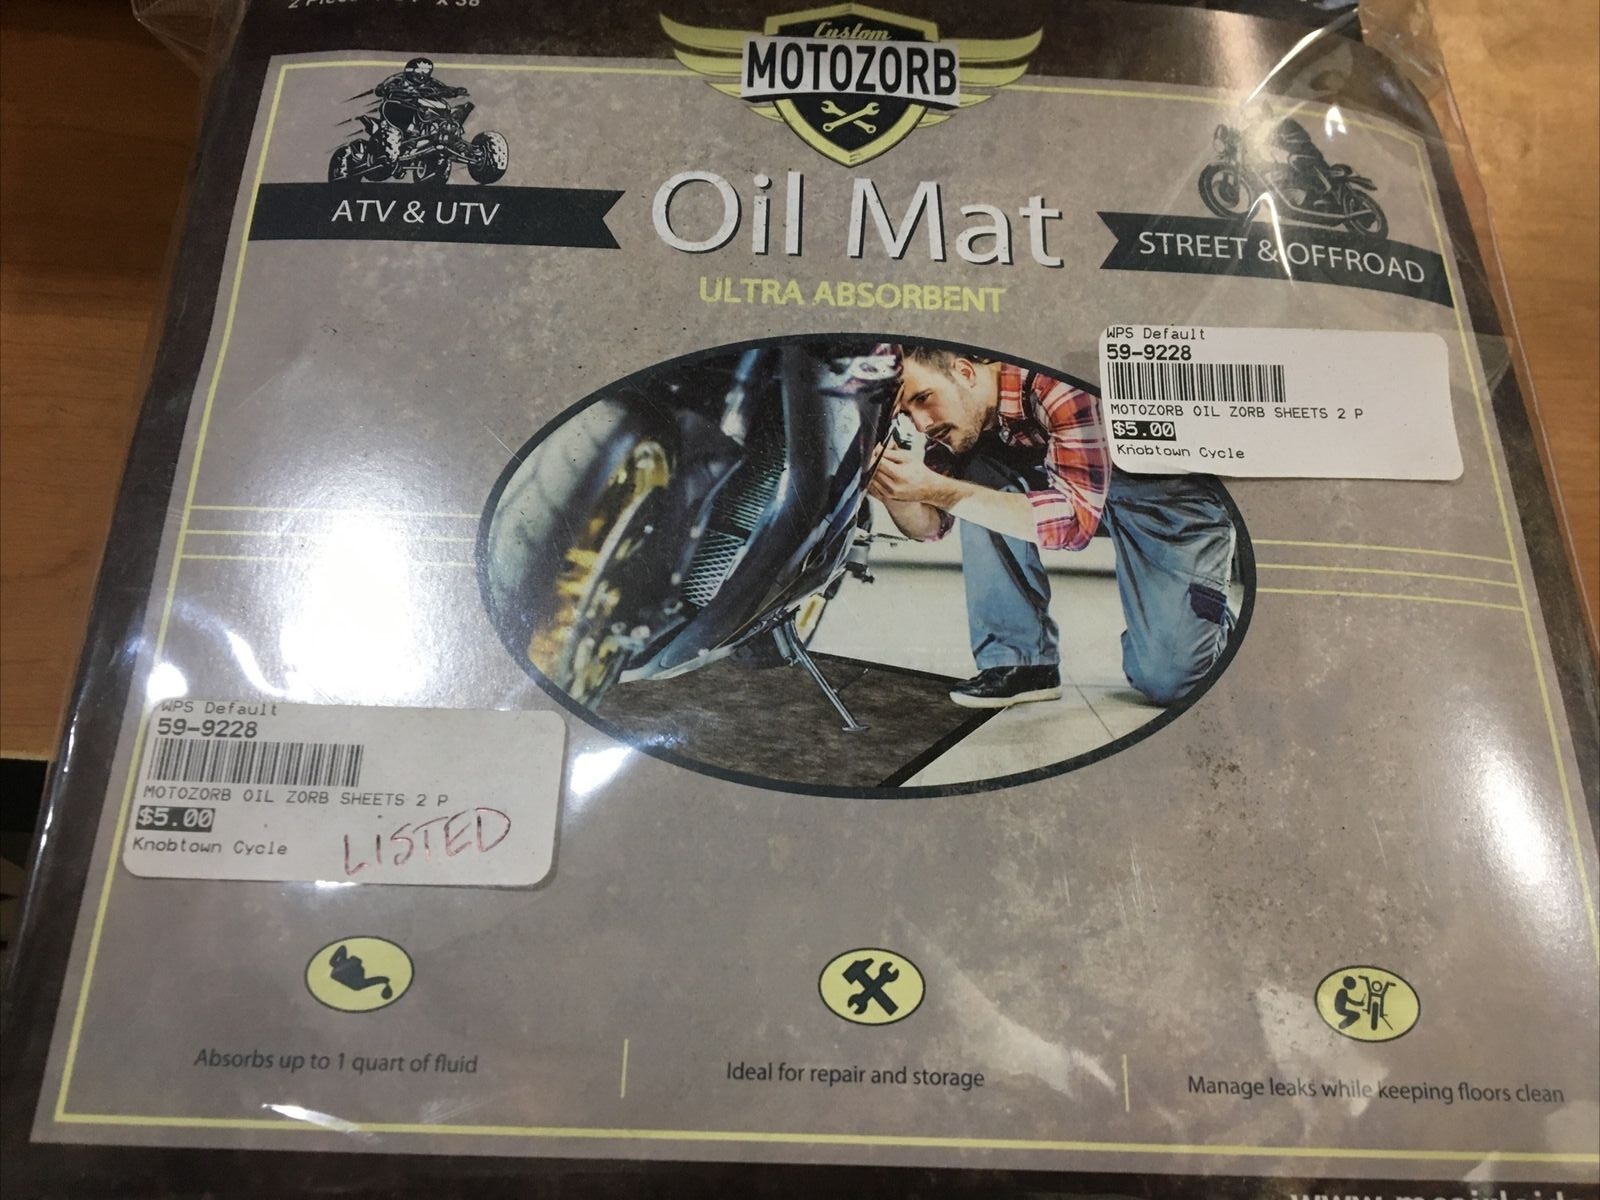 Custom
MOTOZORB
ATV & UTV
Oil Mat
STREET & OFFROAD
ULTRA ABSORBENT
WPS Default
59-9228
MOTOZORB OIL ZORB SHEETS 2 P
$5.00
Knobtown Cycle
WPS Default
59-9228
MOTOZORB OIL ZORB SHEETS 2 P
$5.00
Knobtown Cycle
LISTED
Absorbs up to 1 quart of fluid
Ideal for repair and storage
Manage leaks while keeping floors clean